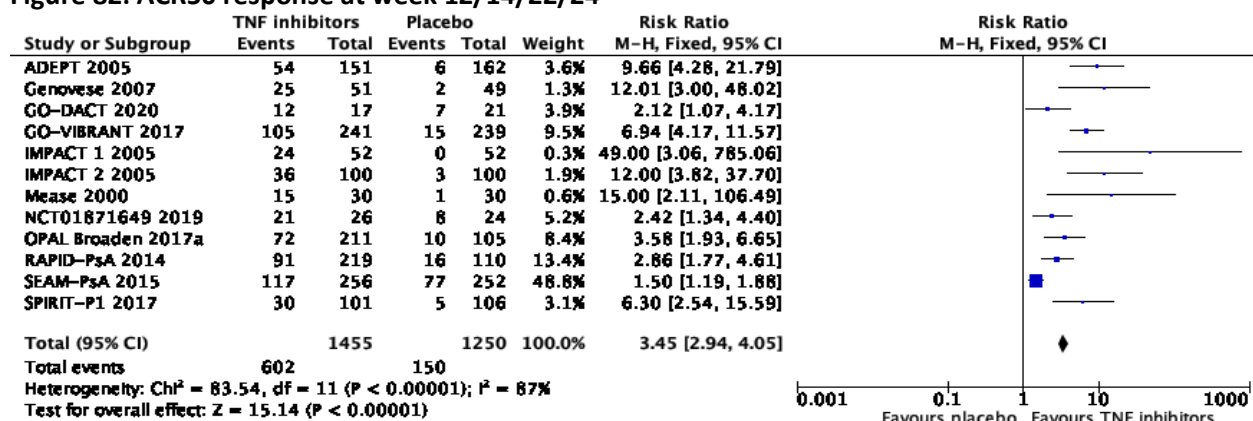 Figure 82: ACR50 response at week 12/14/22/24
TNF inhibitors Placebo Risk Ratio Risk Ratio
Study or Subgroup Events Total Events Total Weight M-H, Fixed, 95% CI M-H, Fixed, 95% CI
ADEPT 2005 54 151 6 162 3.6% 9.66 [4.28, 21.79]
Genovese 2007 25 51 2 49 1.3% 12.01 [3.00, 48.02]
GO-DACT 2020 12 17 7 21 3.9% 2.12 [1.07, 4.17]
GO-VIBRANT 2017 105 241 15 239 9.5% 6.94 [4.17, 11.57]
IMPACT 1 2005 24 52 0 52 0.3% 49.00 [3.06, 785.06]
IMPACT 2 2005 36 100 3 100 1.9% 12.00 [3.82, 37.70]
Mease 2000 15 30 1 30 0.6% 15.00 [2.11, 106.49]
NCT01871649 2019 21 26 8 24 5.2% 2.42 [1.34, 4.40]
OPAL Broaden 2017a 72 211 10 105 8.4% 3.58 [1.93, 6.65]
RAPID-PsA 2014 91 219 16 110 13.4% 2.86 [1.77, 4.61]
SEAM-PsA 2015 117 256 77 252 48.8% 1.50 [1.19, 1.88]
SPIRIT-P1 2017 30 101 5 106 3.1% 6.30 [2.54, 15.59]
Total (95% CI) 1455 1250 100.0% 3.45 [2.94, 4.05]
Total events 602 150
Heterogeneity: Chi² = 83.54, df = 11 (P < 0.00001); I² = 87%
Test for overall effect: Z = 15.14 (P < 0.00001)
0.001 0.1 1 10 1000
Favours placebo Favours TNF inhibitors